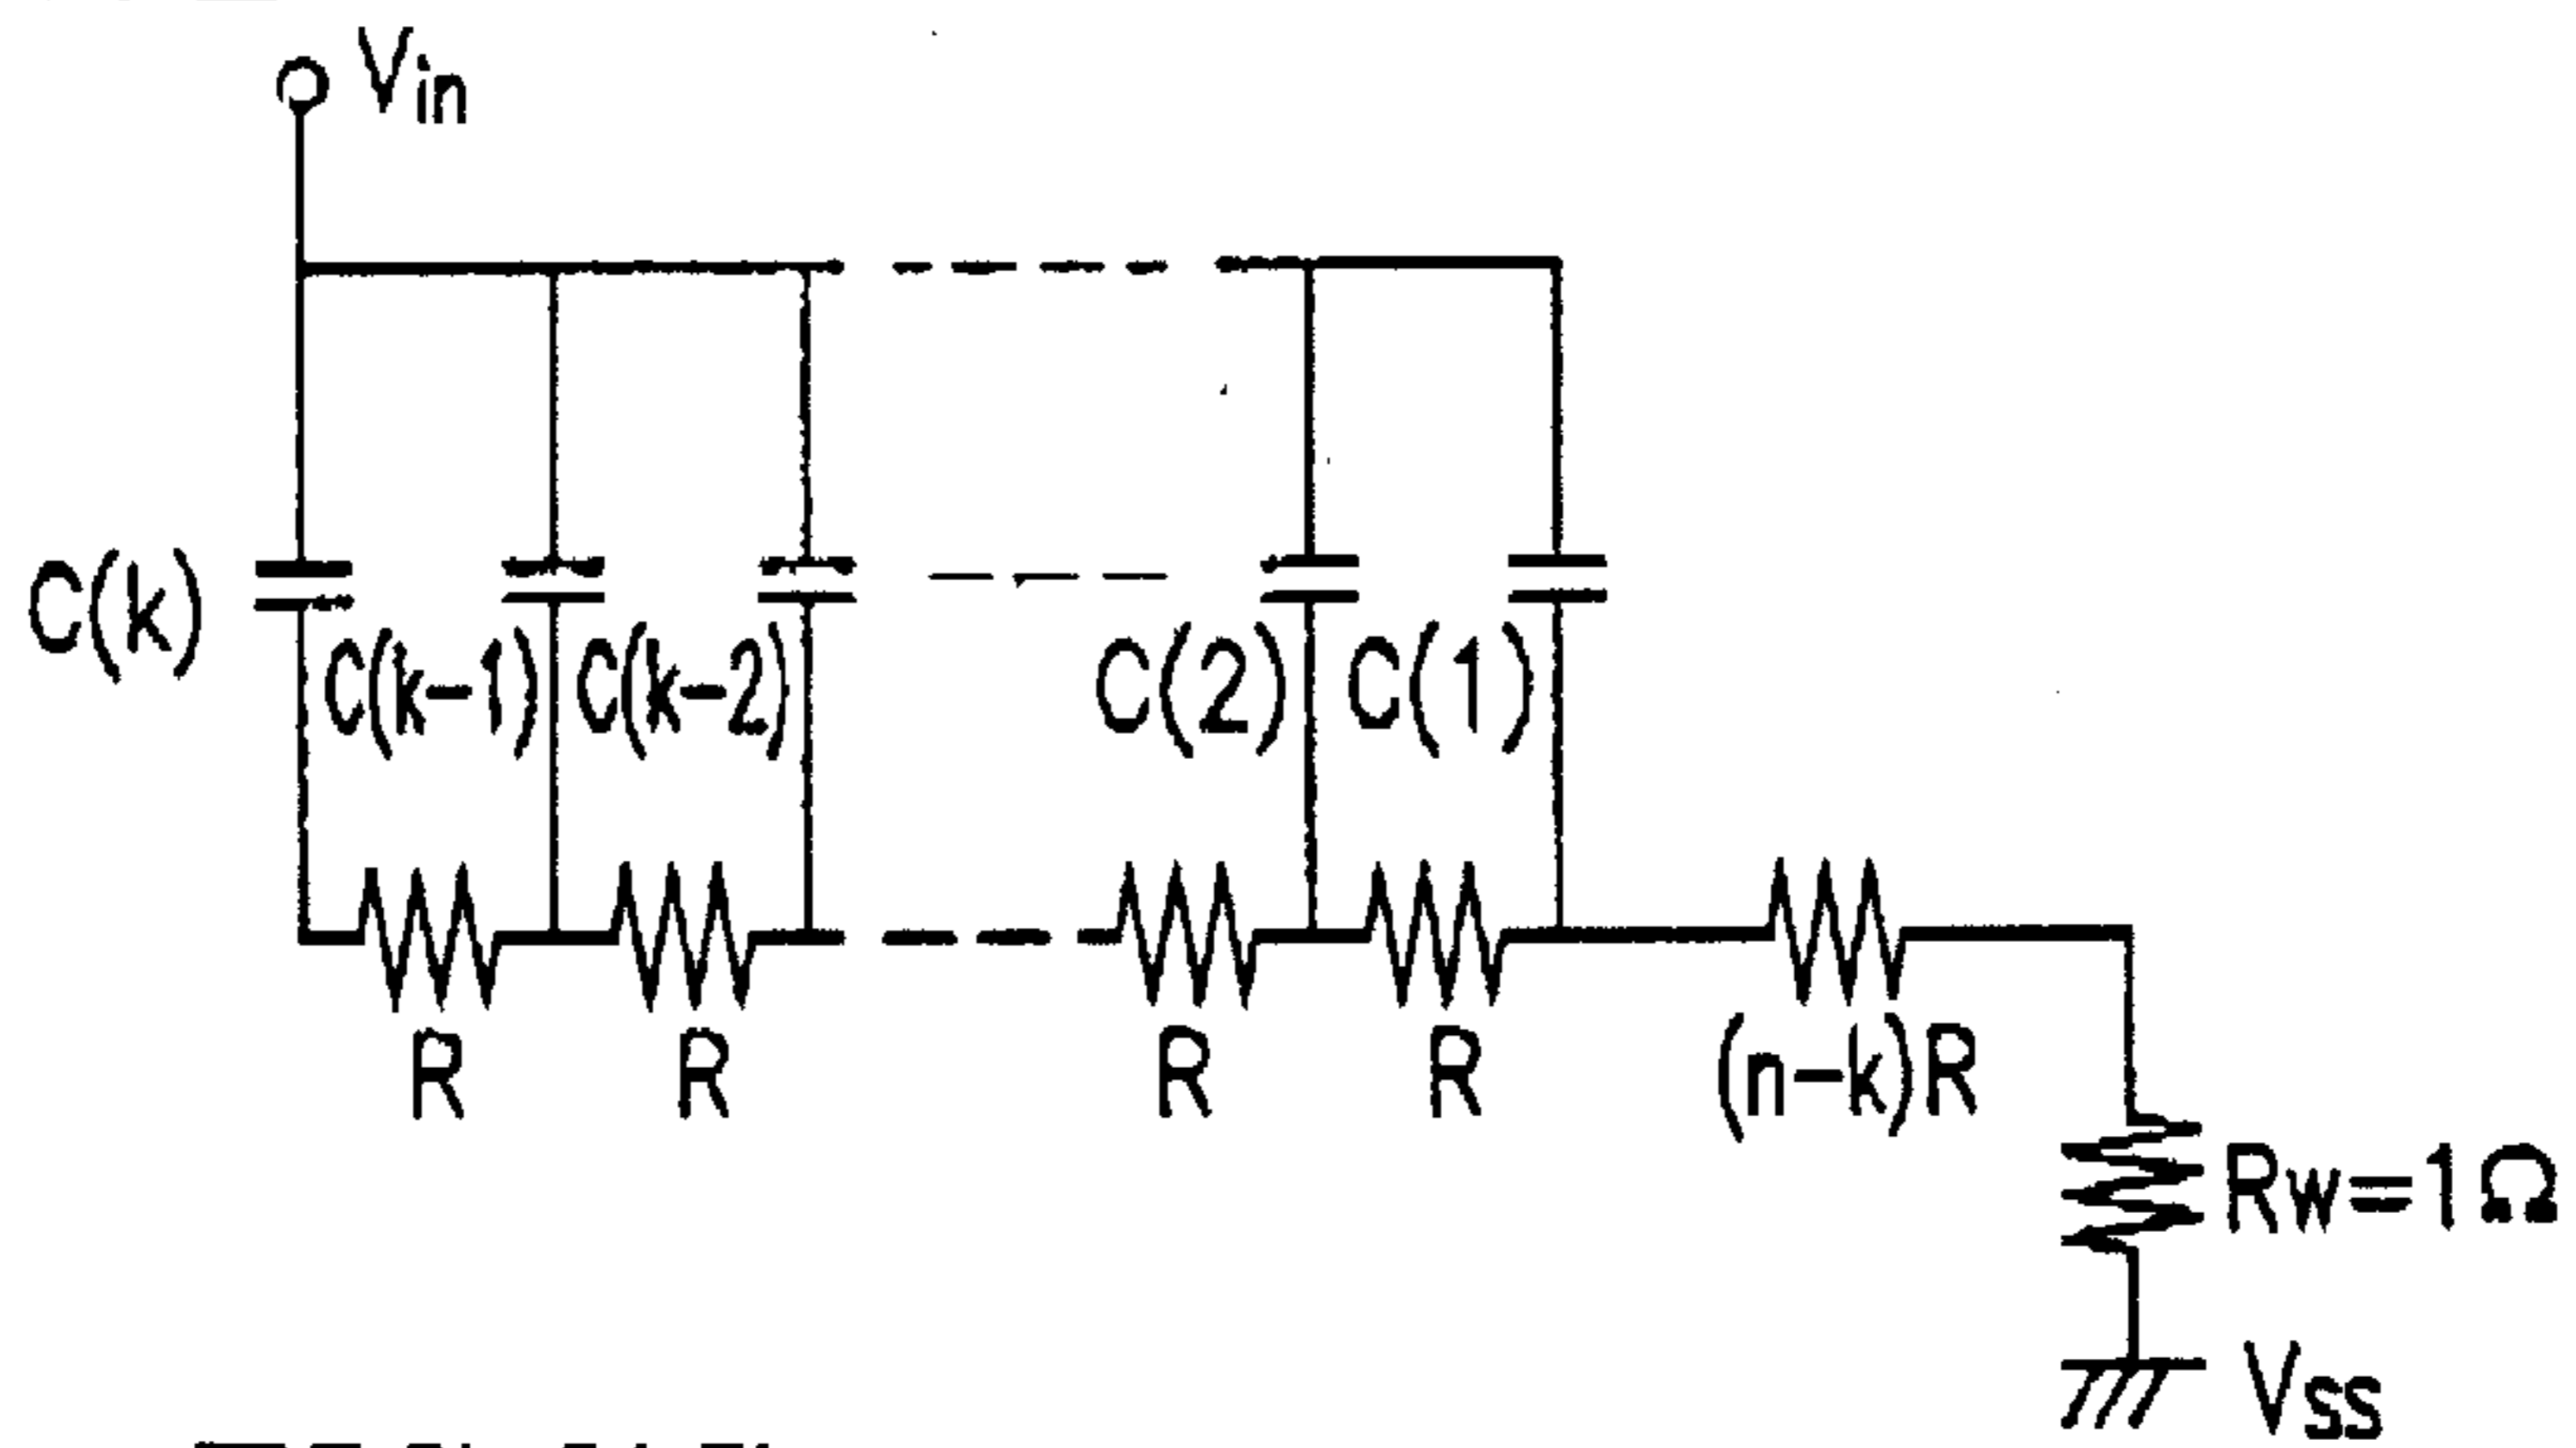 Vin
C(k)
C(k-1)
C(k-2)
C(2)
C(1)
R
R
R
R
(n-k)R
Rw=1Ω
Vss